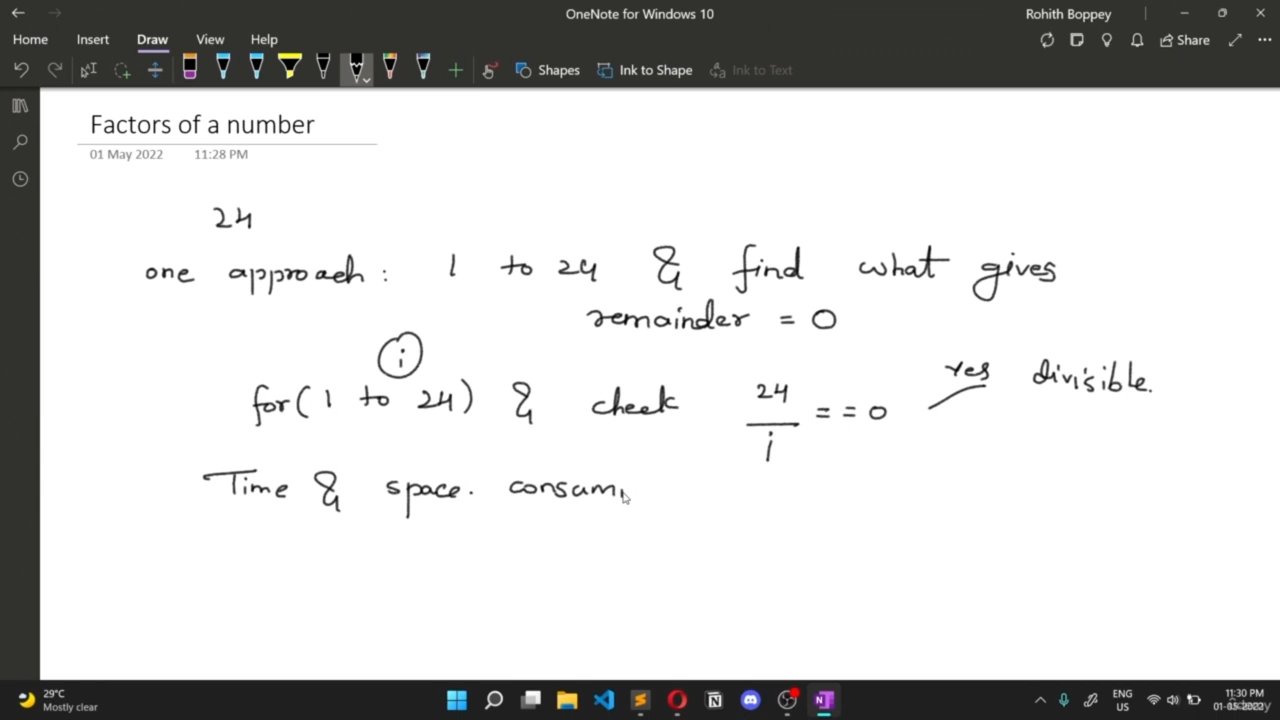 OneNote for Windows 10
Rohith Boppey
Home Insert Draw View Help
Share
Shapes Ink to Shape Ink to Text
Factors of a number
01 May 2022 11:28 PM
24
one approach: 1 to 24 & find what gives
remainder = 0
i
for(1 to 24) & check 24/i == 0 Yes divisible.
Time & space. consum
29°C
Mostly clear
ENG
US
11:30 PM
01-05-2022